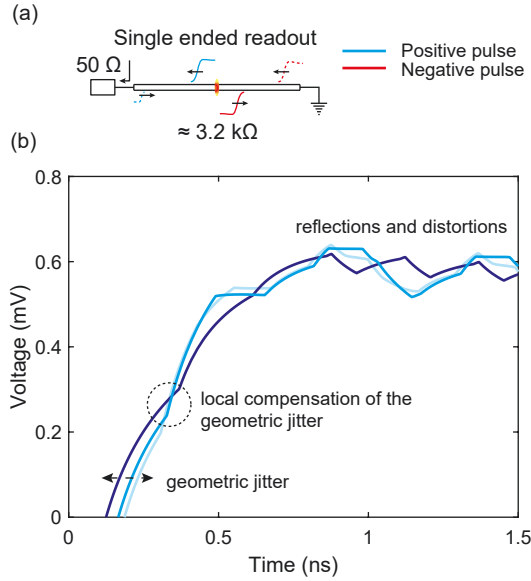 (a)
Single ended readout
50 Ω
≈ 3.2 kΩ
Positive pulse
Negative pulse
(b)
0.8
0.6
0.4
0.2
0
Voltage (mV)
reflections and distortions
local compensation of the
geometric jitter
geometric jitter
0
0.5
1
1.5
Time (ns)